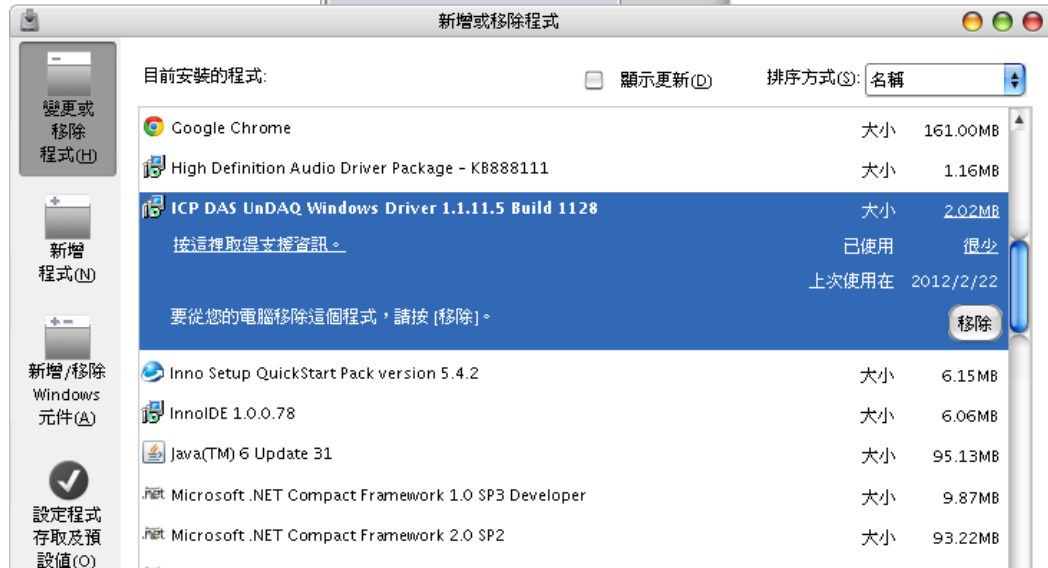 新增或移除程式
變更或
移除
程式(H)
新增
程式(N)
新增/移除
Windows
元件(A)
設定程式
存取及預
設值(O)
目前安裝的程式:
顯示更新(D)
排序方式(S): 名稱
Google Chrome 大小 161.00MB
High Definition Audio Driver Package - KB888111 大小 1.16MB
ICP DAS UnDAQ Windows Driver 1.1.11.5 Build 1128 大小 2.02MB
按這裡取得支援資訊。 已使用 很少
上次使用在 2012/2/22
要從您的電腦移除這個程式，請按 [移除]。 移除
Inno Setup QuickStart Pack version 5.4.2 大小 6.15MB
InnoIDE 1.0.0.78 大小 6.06MB
Java(TM) 6 Update 31 大小 95.13MB
Microsoft .NET Compact Framework 1.0 SP3 Developer 大小 9.87MB
Microsoft .NET Compact Framework 2.0 SP2 大小 93.22MB